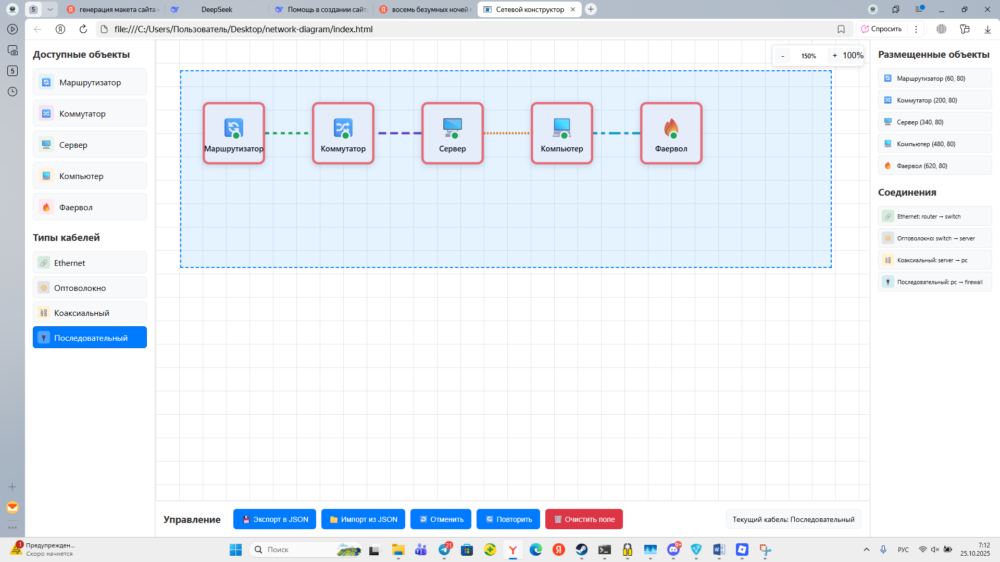 5
генерация макета сайта
DeepSeek
Помощь в создании сайт
восемь безумных ночей
Сетевой конструктор
file:///C:/Users/Пользователь/Desktop/network-diagram/index.html
Спросить
5
Доступные объекты
Маршрутизатор
Коммутатор
Сервер
Компьютер
Фаервол
Типы кабелей
Ethernet
Оптоволокно
Коаксиальный
Последовательный
- 150% + 100%
Маршрутизатор
Коммутатор
Сервер
Компьютер
Фаервол
Размещенные объекты
Маршрутизатор (60, 80)
Коммутатор (200, 80)
Сервер (340, 80)
Компьютер (480, 80)
Фаервол (620, 80)
Соединения
Ethernet: router → switch
Оптоволокно: switch → server
Коаксиальный: server → pc
Последовательный: pc → firewall
Управление
Экспорт в JSON
Импорт из JSON
Отменить
Повторить
Очистить поле
Текущий кабель: Последовательный
1
Предупрежден...
Скоро начнется
Поиск
21
9+
РУС
7:12
25.10.2025